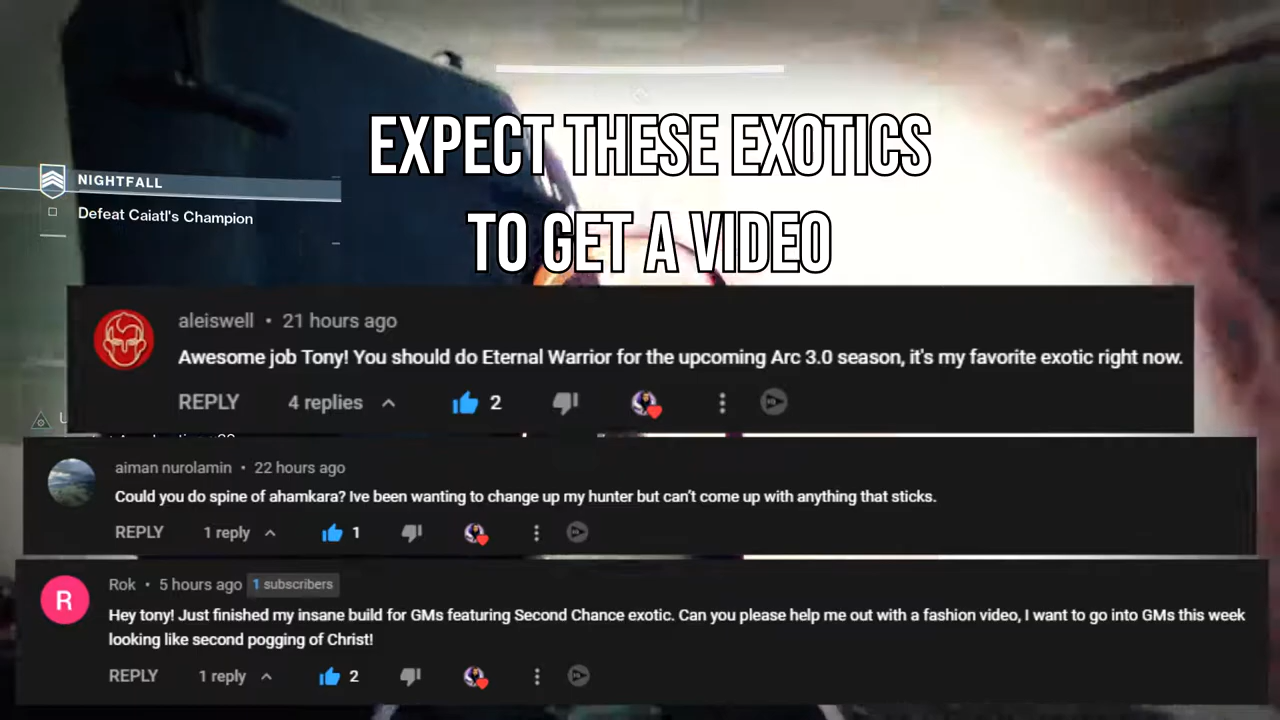 EXPECT THESE EXOTICS
TO GET A VIDEO
NIGHTFALL
Defeat Caiatl's Champion
aleiswell • 21 hours ago
Awesome job Tony! You should do Eternal Warrior for the upcoming Arc 3.0 season, it's my favorite exotic right now.
REPLY 4 replies 2
aiman nurolamin • 22 hours ago
Could you do spine of ahamkara? Ive been wanting to change up my hunter but can't come up with anything that sticks.
REPLY 1 reply 1
R
Rok • 5 hours ago 1 subscribers
Hey tony! Just finished my insane build for GMs featuring Second Chance exotic. Can you please help me out with a fashion video, I want to go into GMs this week
looking like second pogging of Christ!
REPLY 1 reply 2